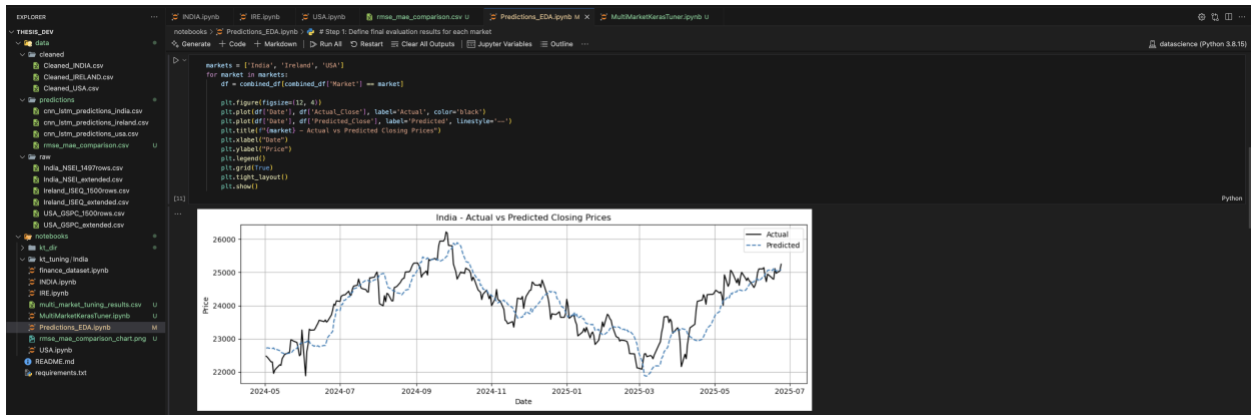 EXPLORER
THESIS_DEV
data
cleaned
Cleaned_INDIA.csv
Cleaned_IRELAND.csv
Cleaned_USA.csv
predictions
cnn_lstm_predictions_india.csv
cnn_lstm_predictions_ireland.csv
cnn_lstm_predictions_usa.csv
rmse_mae_comparison.csv U
raw
India_NSEI_1497rows.csv
India_NSEI_extended.csv
Ireland_ISEQ_1500rows.csv
Ireland_ISEQ_extended.csv
USA_GSPC_1500rows.csv
USA_GSPC_extended.csv
notebooks
kt_dir
kt_tuning/India
finance_dataset.ipynb
INDIA.ipynb
IRE.ipynb
multi_market_tuning_results.csv U
MultiMarketKerasTuner.ipynb U
Predictions_EDA.ipynb M
rmse_mae_comparison_chart.png U
USA.ipynb
README.md
requirements.txt
INDIA.ipynb IRE.ipynb USA.ipynb rmse_mae_comparison.csv U Predictions_EDA.ipynb M MultiMarketKerasTuner.ipynb U
notebooks > Predictions_EDA.ipynb > # Step 1: Define final evaluation results for each market
Generate + Code + Markdown Run All Restart Clear All Outputs Jupyter Variables Outline ... datascience (Python 3.8.15)
markets = ['India', 'Ireland', 'USA']
for market in markets:
df = combined_df[combined_df['Market'] == market]
plt.figure(figsize=(12, 4))
plt.plot(df['Date'], df['Actual_Close'], label='Actual', color='black')
plt.plot(df['Date'], df['Predicted_Close'], label='Predicted', linestyle='--')
plt.title(f"{market} - Actual vs Predicted Closing Prices")
plt.xlabel("Date")
plt.ylabel("Price")
plt.legend()
plt.grid(True)
plt.tight_layout()
plt.show()
Python
India - Actual vs Predicted Closing Prices
Actual
Predicted
26000
25000
24000
23000
22000
Price
2024-05 2024-07 2024-09 2024-11 2025-01 2025-03 2025-05 2025-07
Date